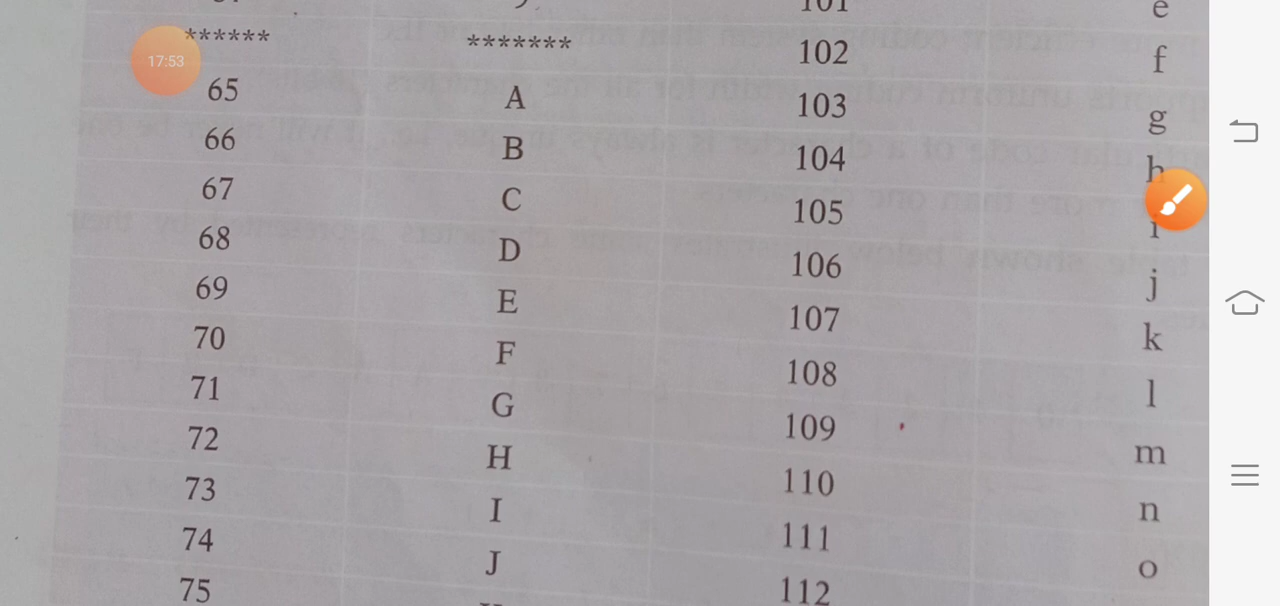 101 e
****** ******* 102 f
17:53
65 A 103 g
66 B 104 h
67 C 105 i
68 D 106 j
69 E 107 k
70 F 108 l
71 G 109 m
72 H 110 n
73 I 111 o
74 J 112
75